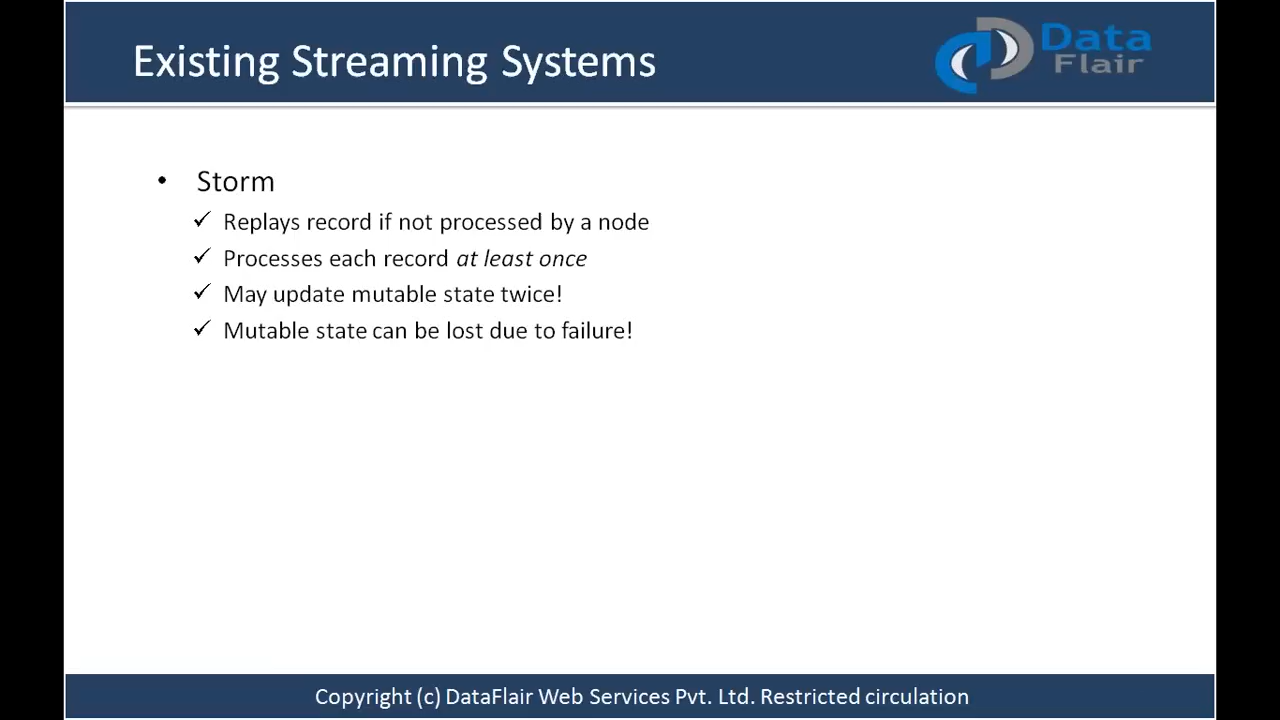 Existing Streaming Systems
Data
Flair
• Storm
✓ Replays record if not processed by a node
✓ Processes each record at least once
✓ May update mutable state twice!
✓ Mutable state can be lost due to failure!
Copyright (c) DataFlair Web Services Pvt. Ltd. Restricted circulation